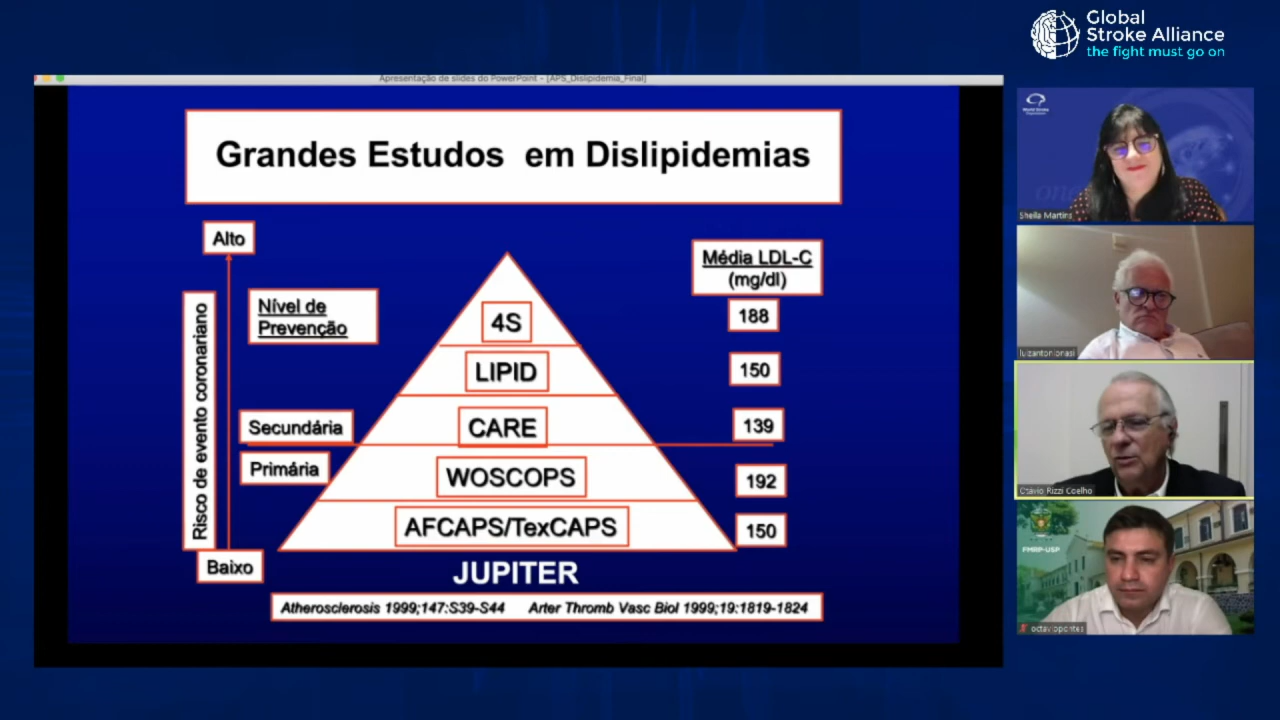 Global
Stroke Alliance
the fight must go on
Apresentação de slides do PowerPoint - [APS_Dislipidemia_Final]
Grandes Estudos em Dislipidemias
Alto
Risco de evento coronariano
Baixo
Nível de
Prevenção
Secundária
Primária
4S
LIPID
CARE
WOSCOPS
AFCAPS/TexCAPS
JUPITER
Média LDL-C
(mg/dl)
188
150
139
192
150
Atherosclerosis 1999;147:S39-S44 Arter Thromb Vasc Biol 1999;19:1819-1824
Sheila Martins
luizantonionasi
Otávio Rizzi Coelho
FMRP-USP
octaviopontes